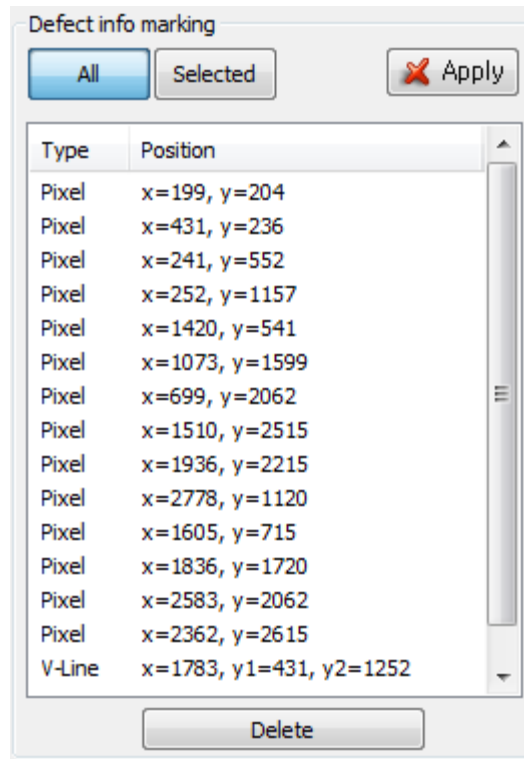 Defect info marking
All Selected Apply
Type Position
Pixel x=199, y=204
Pixel x=431, y=236
Pixel x=241, y=552
Pixel x=252, y=1157
Pixel x=1420, y=541
Pixel x=1073, y=1599
Pixel x=699, y=2062
Pixel x=1510, y=2515
Pixel x=1936, y=2215
Pixel x=2778, y=1120
Pixel x=1605, y=715
Pixel x=1836, y=1720
Pixel x=2583, y=2062
Pixel x=2362, y=2615
V-Line x=1783, y1=431, y2=1252
Delete